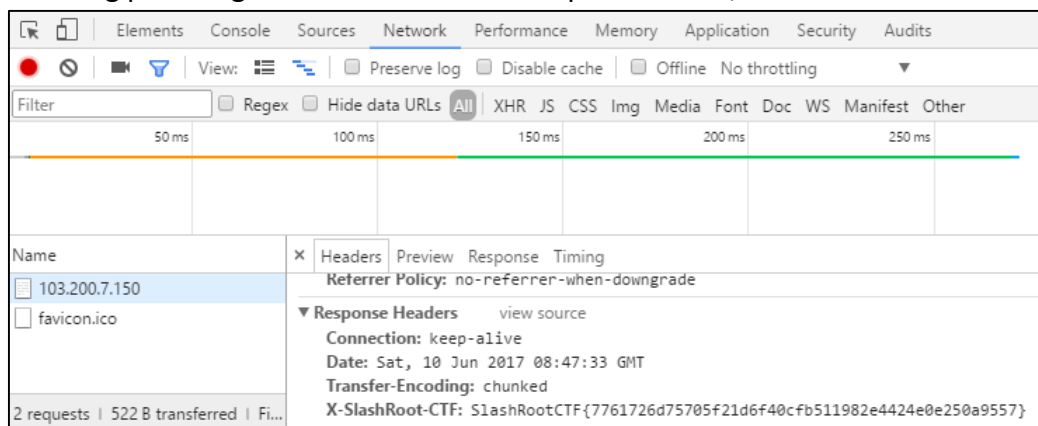 Elements Console Sources Network Performance Memory Application Security Audits
View: Preserve log Disable cache Offline No throttling ▼
Filter Regex Hide data URLs All XHR JS CSS Img Media Font Doc WS Manifest Other
50 ms 100 ms 150 ms 200 ms 250 ms
Name
103.200.7.150
favicon.ico
2 requests | 522 B transferred | Fi...
× Headers Preview Response Timing
Referrer Policy: no-referrer-when-downgrade
▼ Response Headers view source
Connection: keep-alive
Date: Sat, 10 Jun 2017 08:47:33 GMT
Transfer-Encoding: chunked
X-SlashRoot-CTF: SlashRootCTF{7761726d75705f21d6f40cfb511982e4424e0e250a9557}